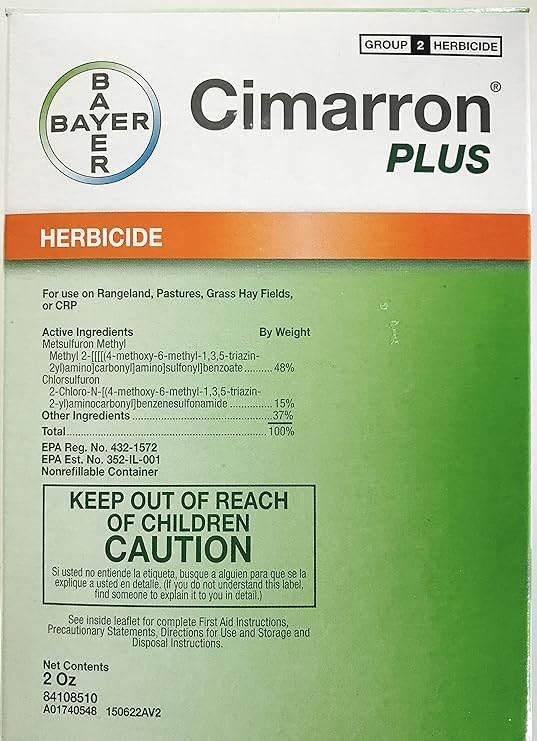 GROUP 2 HERBICIDE
BAYER
BAYER
Cimarron®
PLUS
HERBICIDE
For use on Rangeland, Pastures, Grass Hay Fields,
or CRP
Active Ingredients By Weight
Metsulfuron Methyl
Methyl 2-[[[[(4-methoxy-6-methyl-1,3,5-triazin-
2yl)amino]carbonyl]amino]sulfonyl]benzoate......... 48%
Chlorsulfuron
2-Chloro-N-[(4-methoxy-6-methyl-1,3,5-triazin-
2-yl)aminocarbonyl]benzenesulfonamide ............. 15%
Other Ingredients ........................................... 37%
Total ............................................................ 100%
EPA Reg. No. 432-1572
EPA Est. No. 352-IL-001
Nonrefillable Container
KEEP OUT OF REACH
OF CHILDREN
CAUTION
Si usted no entiende la etiqueta, busque a alguien para que se la
explique a usted en detalle. (If you do not understand this label,
find someone to explain it to you in detail.)
See inside leaflet for complete First Aid Instructions,
Precautionary Statements, Directions for Use and Storage and
Disposal Instructions.
Net Contents
2 Oz
84108510
A01740548 150622AV2